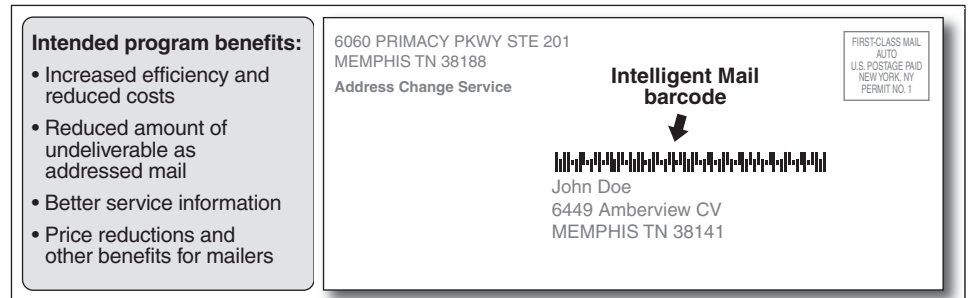 Intended program benefits:
• Increased efficiency and
reduced costs
• Reduced amount of
undeliverable as
addressed mail
• Better service information
• Price reductions and
other benefits for mailers
6060 PRIMACY PKWY STE 201
MEMPHIS TN 38188
Address Change Service
Intelligent Mail
barcode
FIRST-CLASS MAIL
AUTO
U.S. POSTAGE PAID
NEW YORK, NY
PERMIT NO. 1
John Doe
6449 Amberview CV
MEMPHIS TN 38141